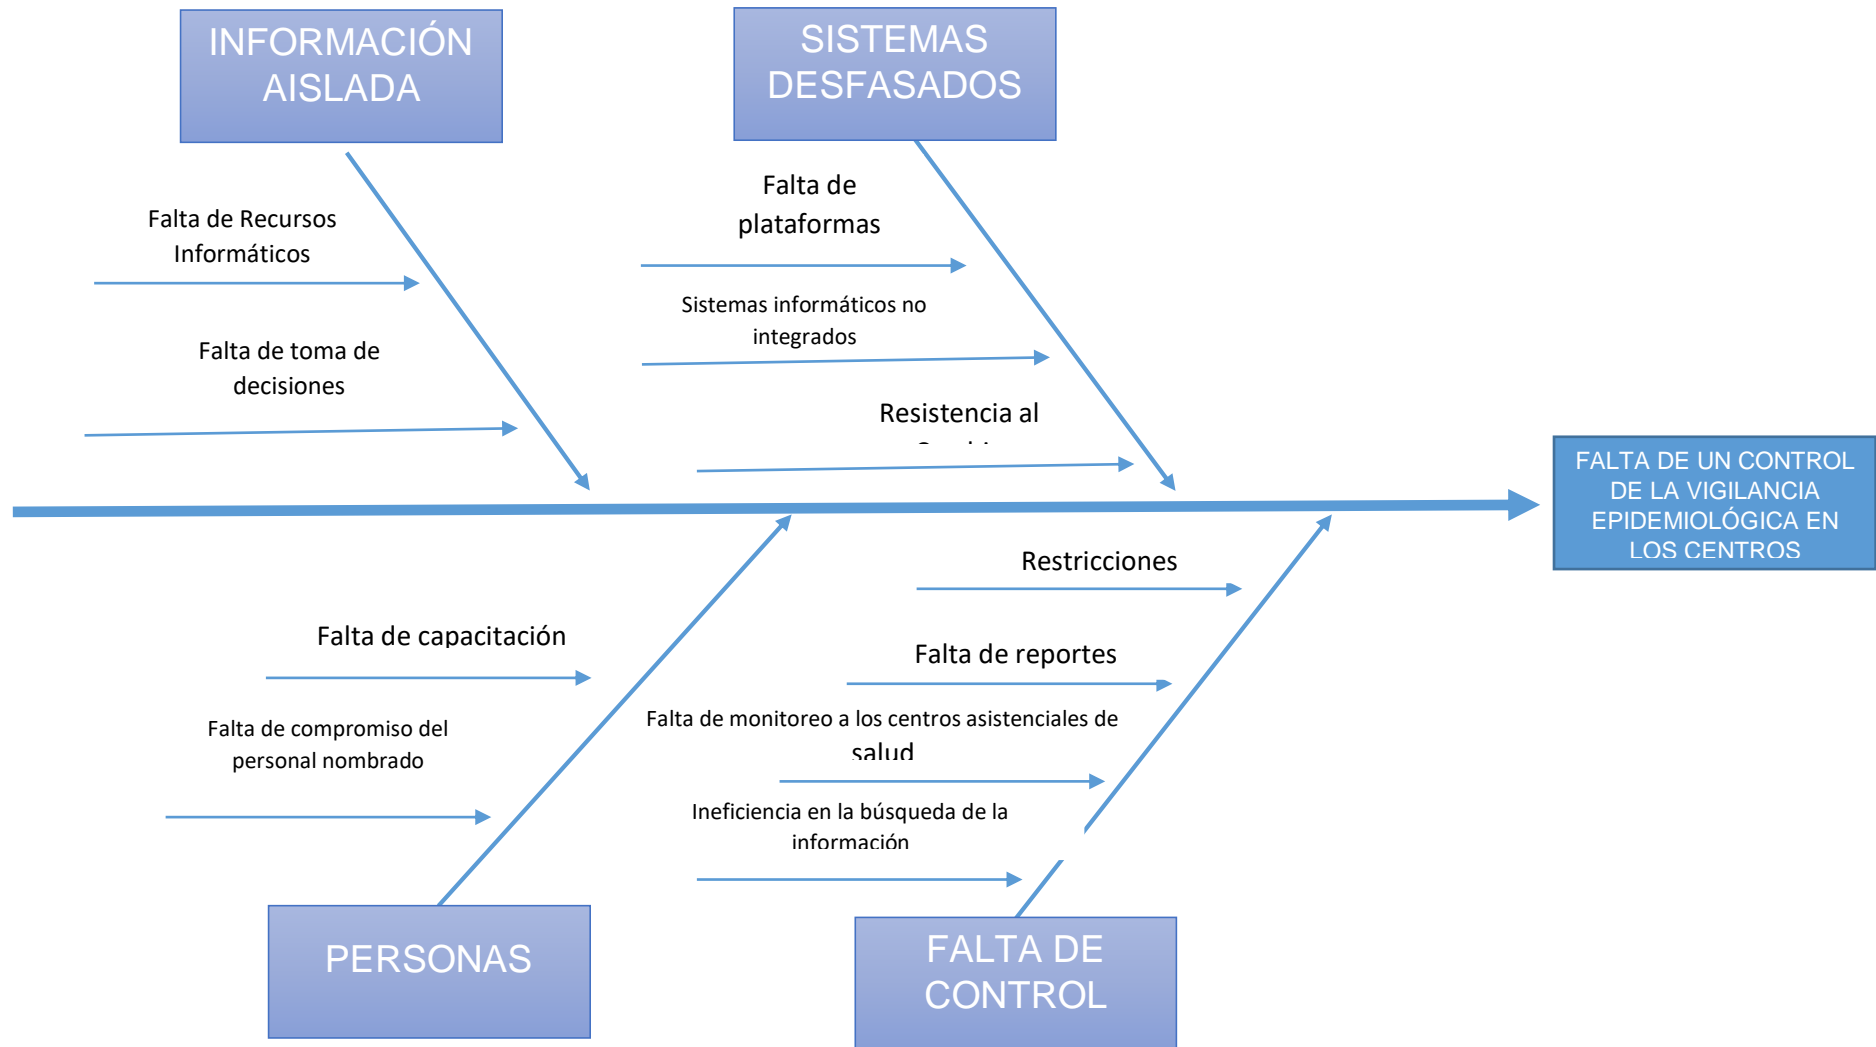 INFORMACIÓN
AISLADA
SISTEMAS
DESFASADOS
Falta de Recursos
Informáticos
Falta de toma de
decisiones
Falta de
plataformas
Sistemas informáticos no
integrados
Resistencia al
FALTA DE UN CONTROL
DE LA VIGILANCIA
EPIDEMIOLÓGICA EN
LOS CENTROS
Falta de capacitación
Falta de compromiso del
personal nombrado
Restricciones
Falta de reportes
Falta de monitoreo a los centros asistenciales de
salud
Ineficiencia en la búsqueda de la
información
PERSONAS
FALTA DE
CONTROL